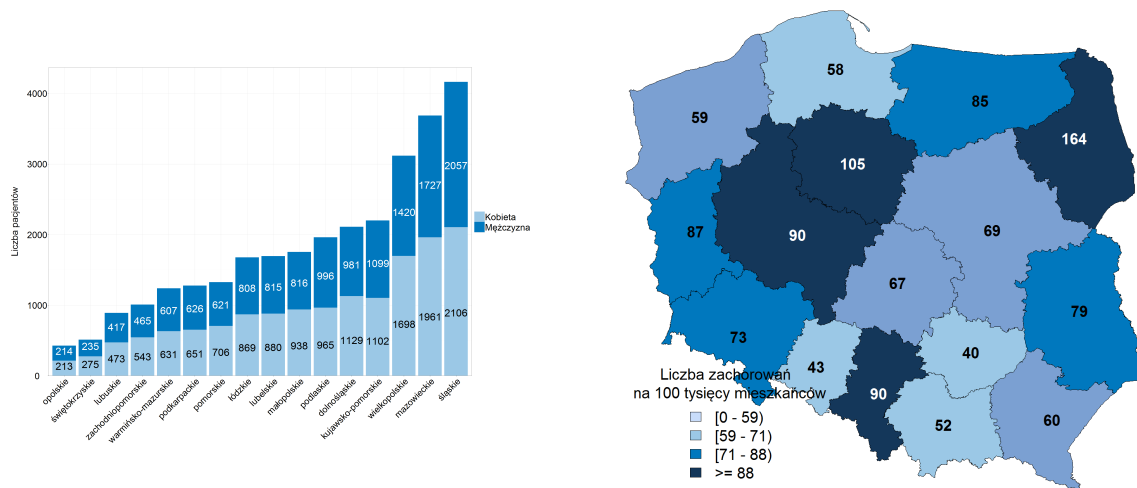 Liczba pacjentów
4000
3000
2000
1000
0
214
213
235
275
417
473
465
543
607
631
626
651
621
706
808
869
815
880
816
938
996
965
981
1129
1099
1102
1420
1698
1727
1961
2057
2106
opolskie
świętokrzyskie
lubuskie
zachodniopomorskie
warmińsko-mazurskie
podkarpackie
pomorskie
łódzkie
lubelskie
małopolskie
podlaskie
dolnośląskie
kujawsko-pomorskie
wielkopolskie
mazowieckie
śląskie
Kobieta
Mężczyzna
58
59
85
164
105
87
90
69
67
79
73
43
40
90
52
60
Liczba zachorowań
na 100 tysięcy mieszkańców
[0 - 59)
[59 - 71)
[71 - 88)
>= 88